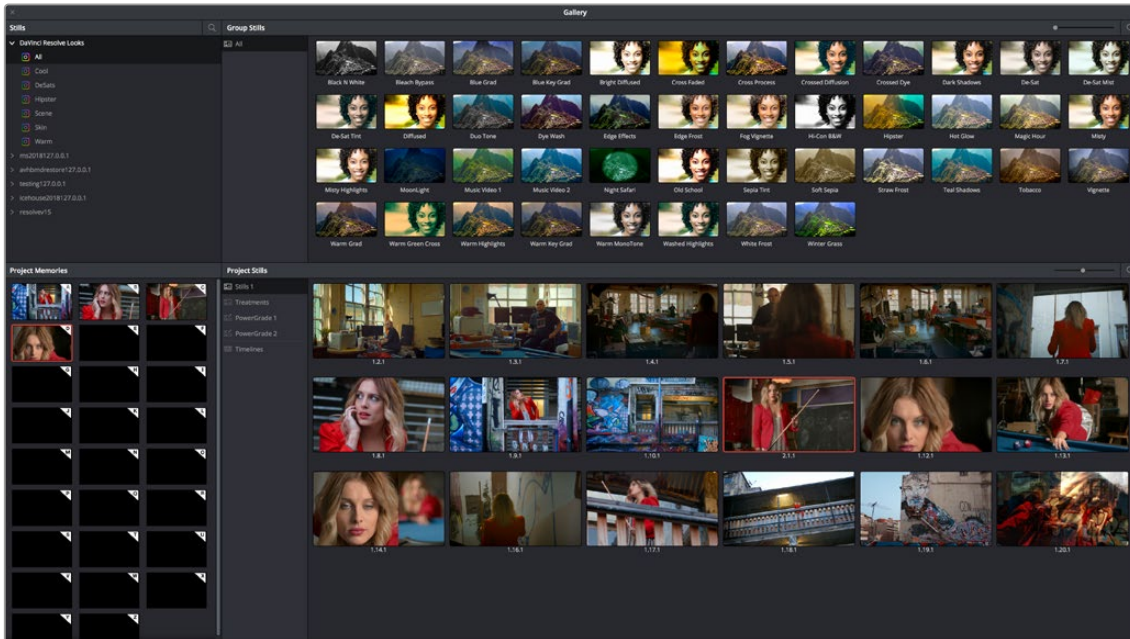 Gallery
Stills
Group Stills
DaVinci Resolve Looks
All
Cool
DeSats
Hipster
Scene
Skin
Warm
ms2018127.0.0.1
testing127.0.0.1
icehouse2018127.0.0.1
resolvev15
All
Black N White Bleach Bypass Blue Grad Blue Key Grad Bright Diffused Cross Faded Cross Process Crossed Diffusion Crossed Dye Dark Shadows De-Sat De-Sat Mist
De-Sat Tint Diffused Duo Tone Dye Wash Edge Effects Edge Frost Fog Vignette Hi-Con B&W Hipster Hot Glow Magic Hour Misty
Misty Highlights MoonLight Music Video 1 Music Video 2 Night Safari Old School Sepia Tint Soft Sepia Straw Frost Teal Shadows Tobacco Vignette
Warm Grad Warm Green Cross Warm Highlights Warm Key Grad Warm MonoTone Washed Highlights White Frost Winter Grass
Project Memories
Project Stills
Stills 1
Treatments
PowerGrade 1
PowerGrade 2
Timelines
1.2.1 1.3.1 1.4.1 1.5.1 1.6.1 1.7.1
1.8.1 1.9.1 1.10.1 2.1.1 1.12.1 1.13.1
1.14.1 1.16.1 1.17.1 1.18.1 1.19.1 1.20.1